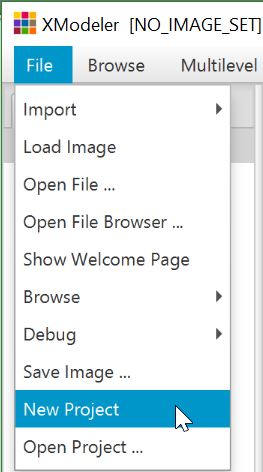 XModeler [NO_IMAGE_SET]
File Browse Multilevel
Import
Load Image
Open File ...
Open File Browser ...
Show Welcome Page
Browse
Debug
Save Image ...
New Project
Open Project ...